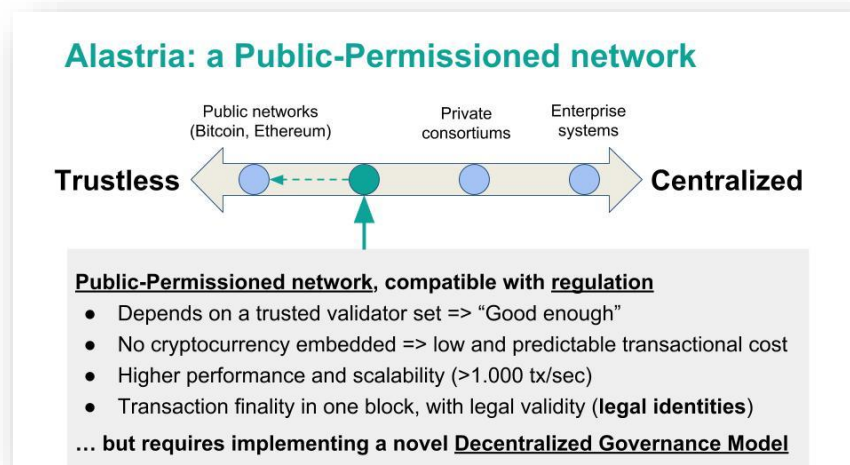 Alastria: a Public-Permissioned network
Public networks
(Bitcoin, Ethereum)
Private
consortiums
Enterprise
systems
Trustless
Centralized
Public-Permissioned network, compatible with regulation
● Depends on a trusted validator set => “Good enough”
● No cryptocurrency embedded => low and predictable transactional cost
● Higher performance and scalability (>1.000 tx/sec)
● Transaction finality in one block, with legal validity (legal identities)
... but requires implementing a novel Decentralized Governance Model